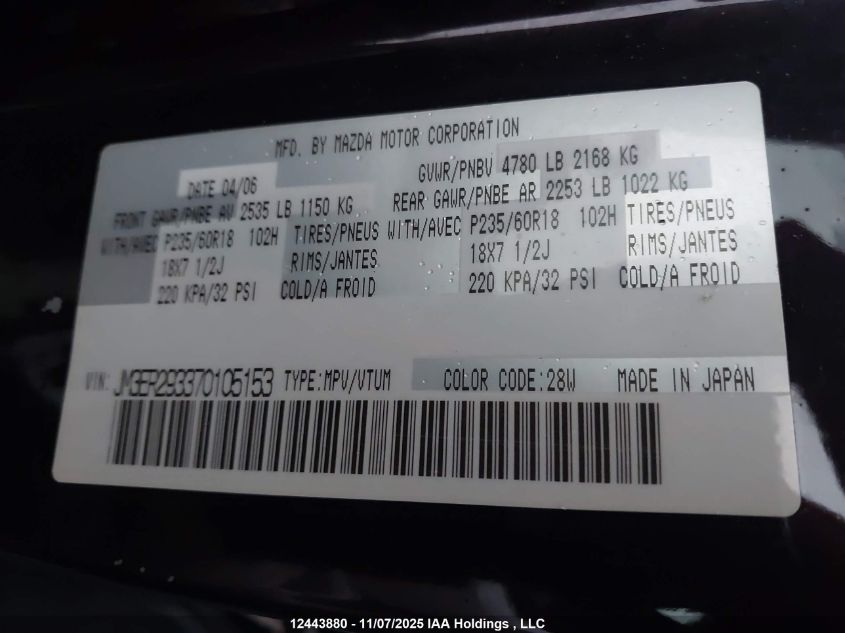 MFD. BY MAZDA MOTOR CORPORATION
DATE 04/06 GVWR/PNBV 4780 LB 2168 KG
FRONT GAWR/PNBE AV 2535 LB 1150 KG REAR GAWR/PNBE AR 2253 LB 1022 KG
WITH/AVEC P235/60R18 102H TIRES/PNEUS WITH/AVEC P235/60R18 102H TIRES/PNEUS
18X7 1/2J RIMS/JANTES 18X7 1/2J RIMS/JANTES
220 KPA/32 PSI COLD/A FROID 220 KPA/32 PSI COLD/A FROID
VIN: JM3ER293370105153 TYPE:MPV/VTUM COLOR CODE:28W MADE IN JAPAN
12443880 - 11/07/2025 IAA Holdings , LLC